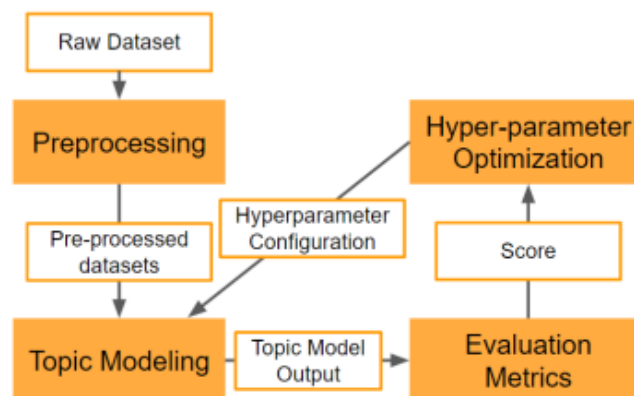 Raw Dataset
Preprocessing
Hyper-parameter
Optimization
Hyperparameter
Configuration
Pre-processed
datasets
Score
Topic Modeling
Topic Model
Output
Evaluation
Metrics